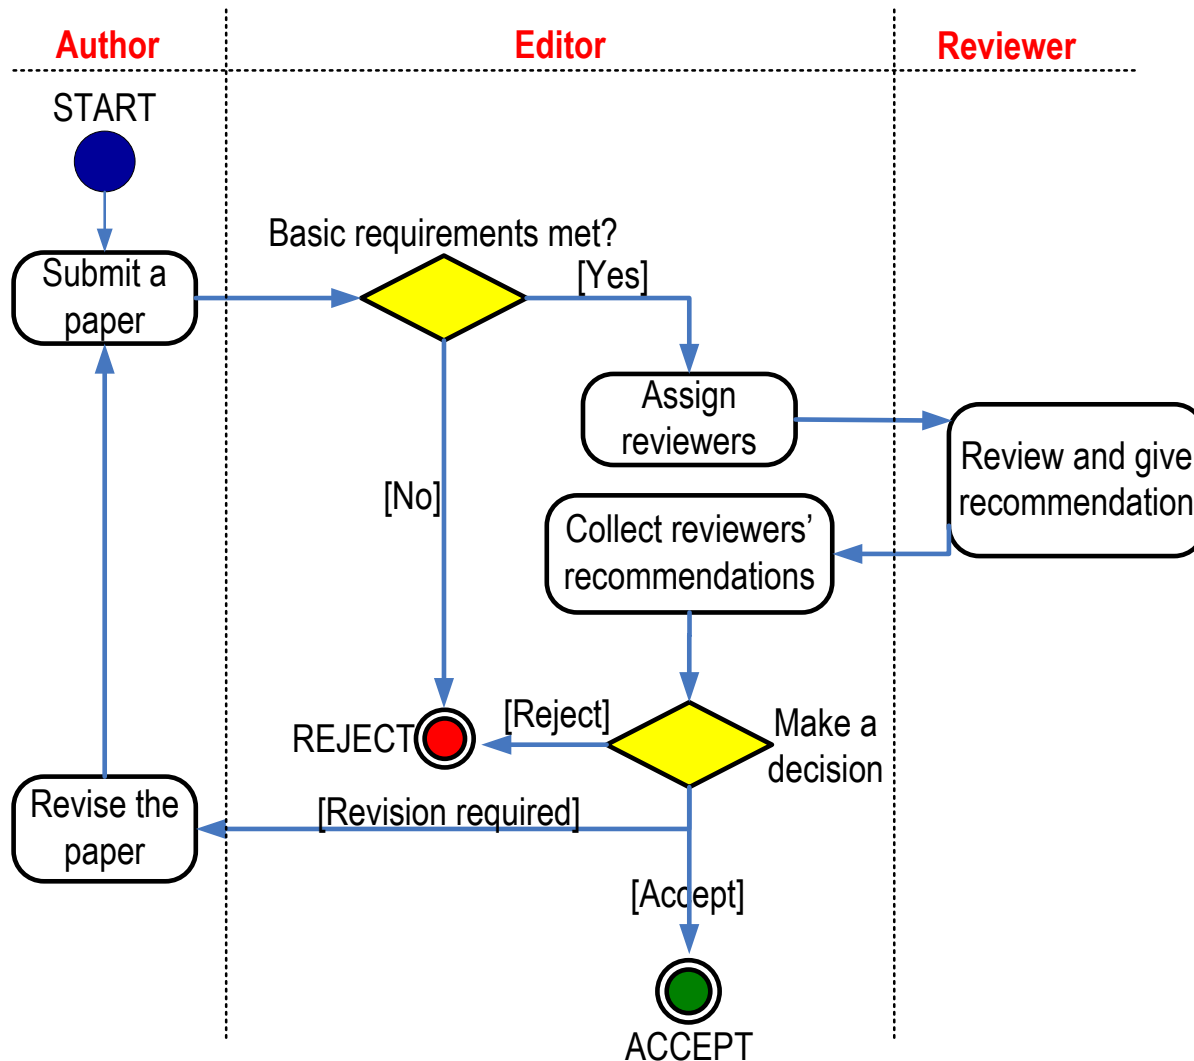 Author
Editor
Reviewer
START
Basic requirements met?
[Yes]
Submit a
paper
Assign
reviewers
Review and give
recommendation
[No]
Collect reviewers’
recommendations
[Reject]
REJECT
Make a
decision
Revise the
paper
[Revision required]
[Accept]
ACCEPT